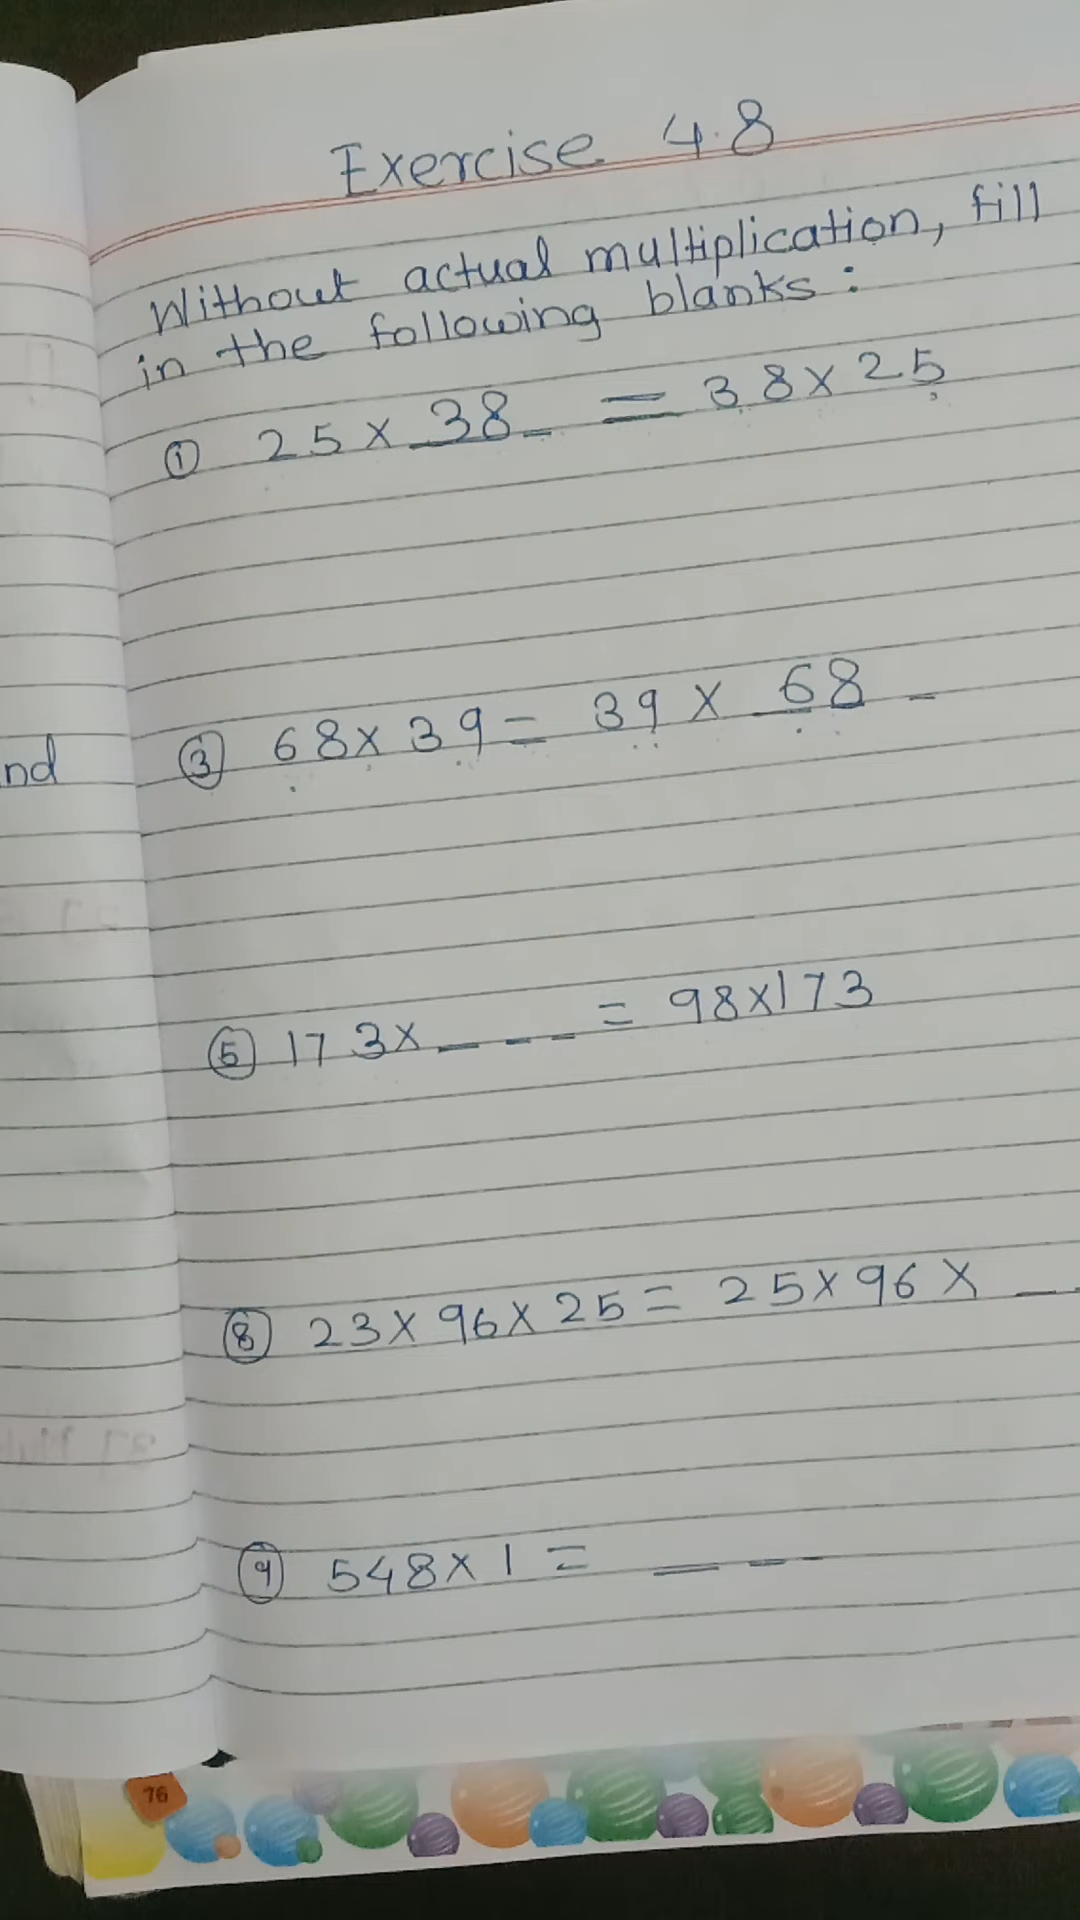 Exercise 4.8
Without actual multiplication, fill
in the following blanks:
① 25 × 38 = 38 × 25
nd
③ 68 × 39 = 39 × 68
⑤ 173 × _ _ _ = 98 × 173
⑧ 23 × 96 × 25 = 25 × 96 × _
⑨ 548 × 1 = _ _ _
76